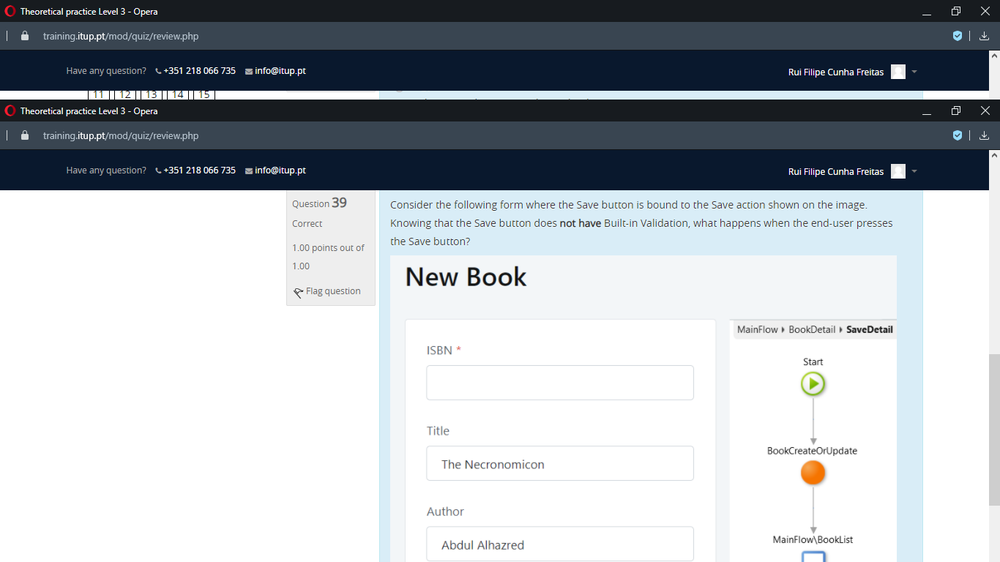 Theoretical practice Level 3 - Opera
training.itup.pt/mod/quiz/review.php
Have any question? +351 218 066 735 info@itup.pt
Rui Filipe Cunha Freitas
11 12 13 14 15
Theoretical practice Level 3 - Opera
training.itup.pt/mod/quiz/review.php
Have any question? +351 218 066 735 info@itup.pt
Rui Filipe Cunha Freitas
Question 39
Correct
1.00 points out of
1.00
Flag question
Consider the following form where the Save button is bound to the Save action shown on the image.
Knowing that the Save button does not have Built-in Validation, what happens when the end-user presses
the Save button?
New Book
ISBN *
Title
The Necronomicon
Author
Abdul Alhazred
MainFlow BookDetail SaveDetail
Start
BookCreateOrUpdate
MainFlow\BookList